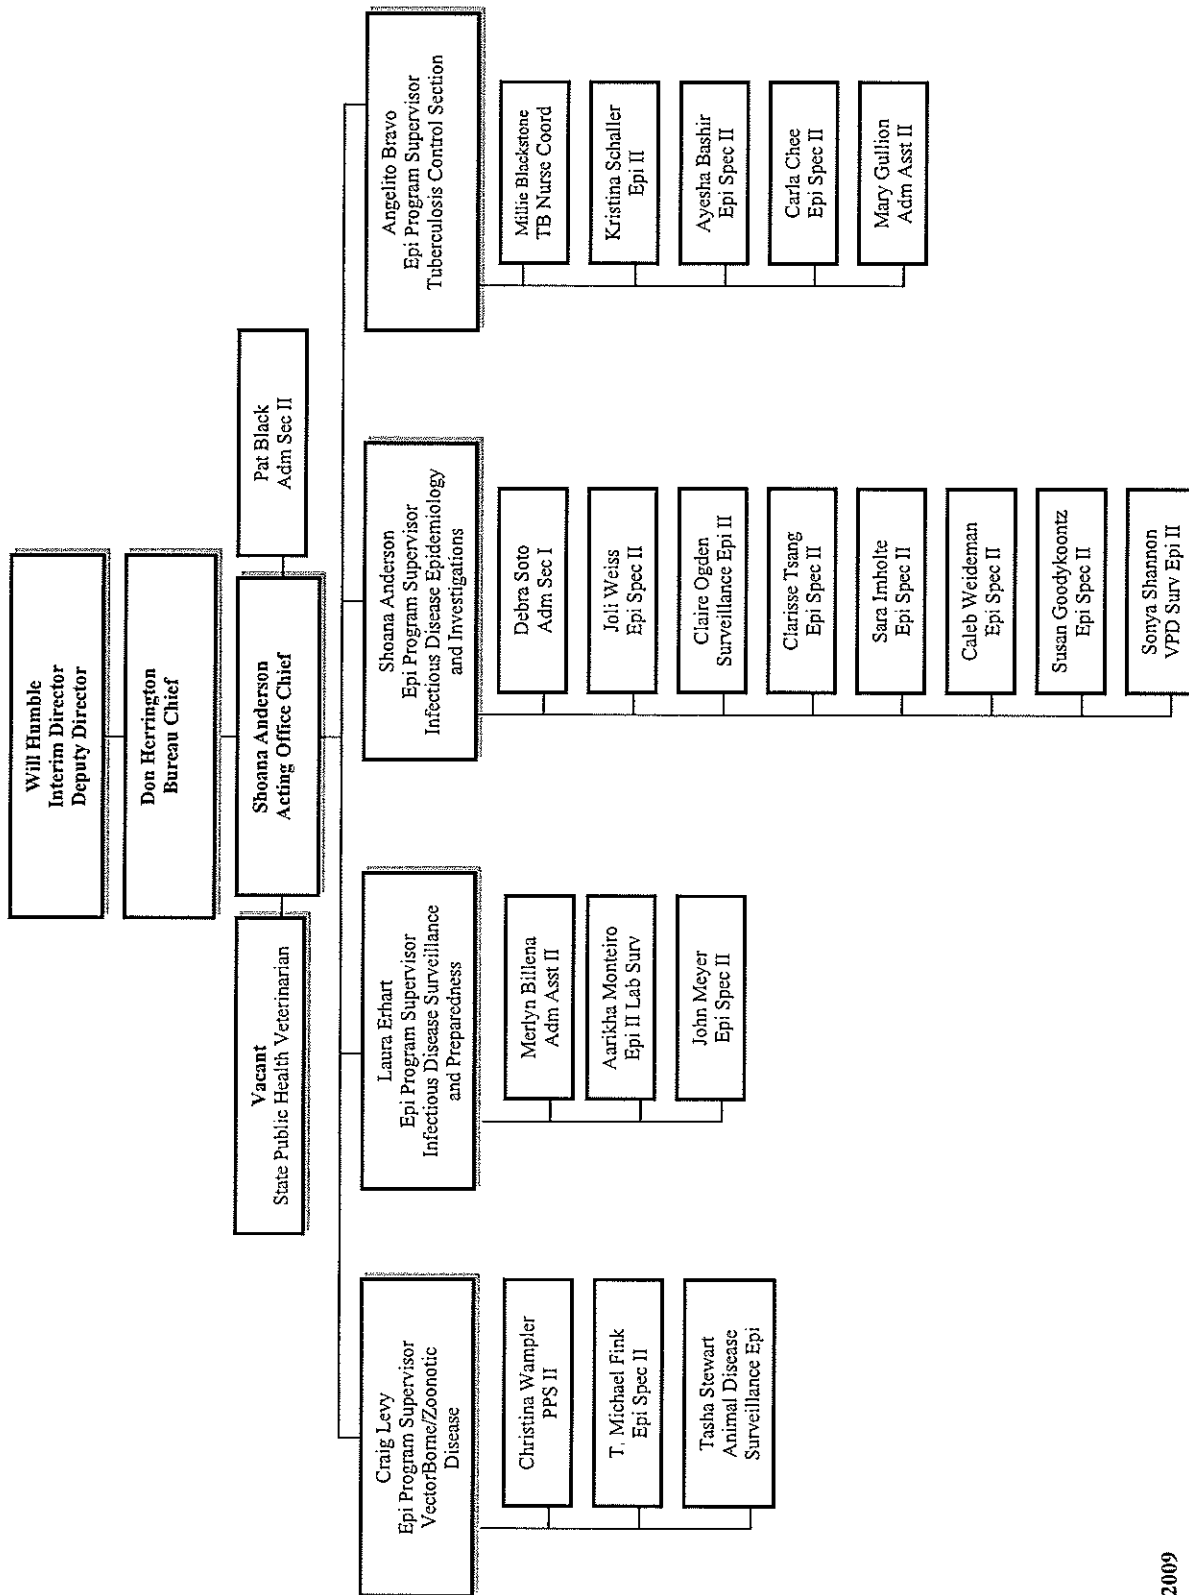 Will Humble
Interim Director
Deputy Director
Don Herrington
Bureau Chief
Vacant
State Public Health Veterinarian
Shoana Anderson
Acting Office Chief
Pat Black
Adm Sec II
Craig Levy
Epi Program Supervisor
VectorBorne/Zoonotic
Disease
Christina Wampler
PPS II
T. Michael Fink
Epi Spec II
Tasha Stewart
Animal Disease
Surveillance Epi
Laura Erhart
Epi Program Supervisor
Infectious Disease Surveillance
and Preparedness
Merlyn Billena
Adm Asst II
Aarikha Monteiro
Epi II Lab Surv
John Meyer
Epi Spec II
Shoana Anderson
Epi Program Supervisor
Infectious Disease Epidemiology
and Investigations
Debra Soto
Adm Sec I
Joli Weiss
Epi Spec II
Claire Ogden
Surveillance Epi II
Clarisse Tsang
Epi Spec II
Sara Imholte
Epi Spec II
Caleb Weideman
Epi Spec II
Susan Goodykoontz
Epi Spec II
Sonya Shannon
VPD Surv Epi II
Angelito Bravo
Epi Program Supervisor
Tuberculosis Control Section
Millie Blackstone
TB Nurse Coord
Kristina Schaller
Epi II
Ayesha Bashir
Epi Spec II
Carla Chee
Epi Spec II
Mary Gullion
Adm Asst II
2009